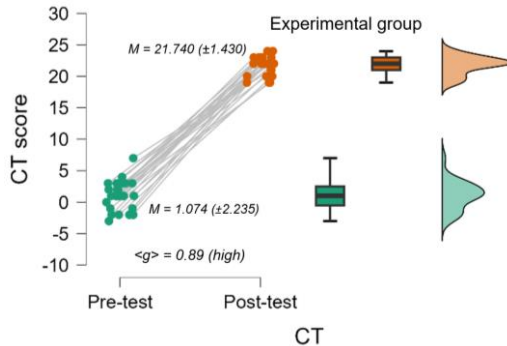 Experimental group
M = 21.740 (±1.430)
30
25
20
15
10
5
0
-5
-10
CT score
M = 1.074 (±2.235)
<g> = 0.89 (high)
Pre-test Post-test
CT